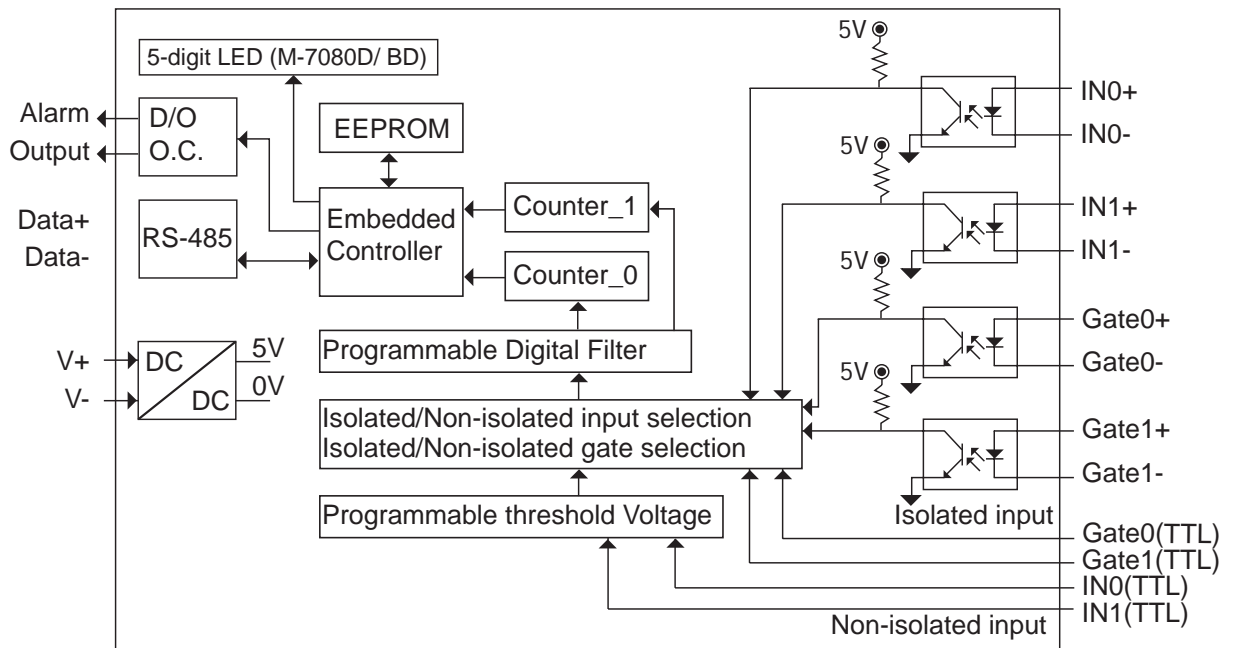 5V
5-digit LED (M-7080D/ BD)
Alarm
Output
D/O
O.C.
EEPROM
IN0+
IN0-
5V
Data+
Data-
RS-485
Embedded
Controller
Counter_1
Counter_0
IN1+
IN1-
5V
V+
V-
DC
DC
5V
0V
Programmable Digital Filter
Gate0+
Gate0-
5V
Isolated/Non-isolated input selection
Isolated/Non-isolated gate selection
Gate1+
Gate1-
Programmable threshold Voltage
Isolated input
Gate0(TTL)
Gate1(TTL)
IN0(TTL)
IN1(TTL)
Non-isolated input